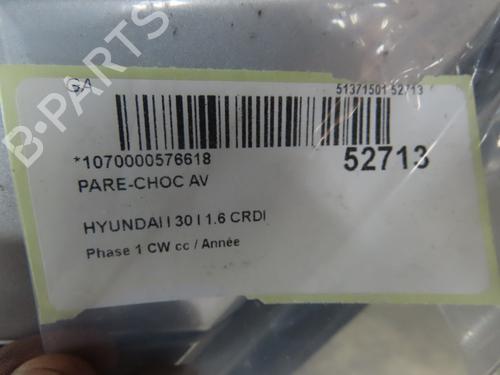 GA
51371501 52713
*1070000576618
52713
PARE-CHOC AV
HYUNDAI I 30 I 1.6 CRDI
Phase 1 CW cc / Année
B-PARTS